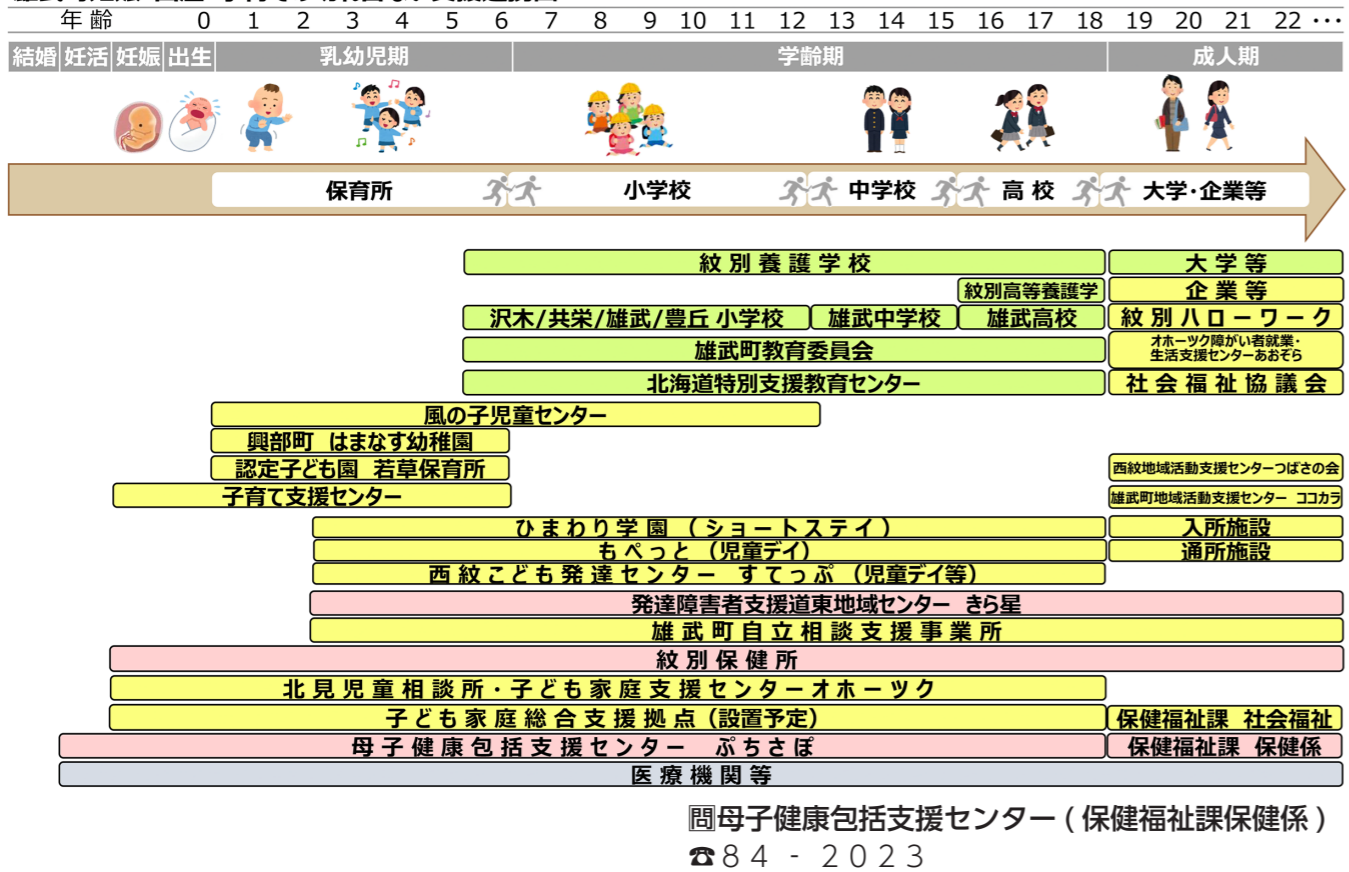 年齢 0 1 2 3 4 5 6 7 8 9 10 11 12 13 14 15 16 17 18 19 20 21 22 ･･･
結婚 妊活 妊娠 出生 乳幼児期 学齢期 成人期
保育所 小学校 中学校 高校 大学･企業等
紋別養護学校 大学等
紋別高等養護学 企業等
沢木/共栄/雄武/豊丘 小学校 雄武中学校 雄武高校 紋別ハローワーク
雄武町教育委員会 オホーツク障がい者就業・
生活支援センターあおぞら
北海道特別支援教育センター 社会福祉協議会
風の子児童センター
興部町 はまなす幼稚園
認定子ども園 若草保育所 西紋地域活動支援センターつばさの会
子育て支援センター 雄武町地域活動支援センター ココカラ
ひまわり学園（ショートステイ） 入所施設
もぺっと（児童デイ） 通所施設
西紋こども発達センター すてっぷ（児童デイ等）
発達障害者支援道東地域センター きら星
雄武町自立相談支援事業所
紋別保健所
北見児童相談所・子ども家庭支援センターオホーツク
子ども家庭総合支援拠点（設置予定） 保健福祉課 社会福祉
母子健康包括支援センター ぷちさぽ 保健福祉課 保健係
医療機関等
問母子健康包括支援センター ( 保健福祉課保健係 )
☎84‐2023